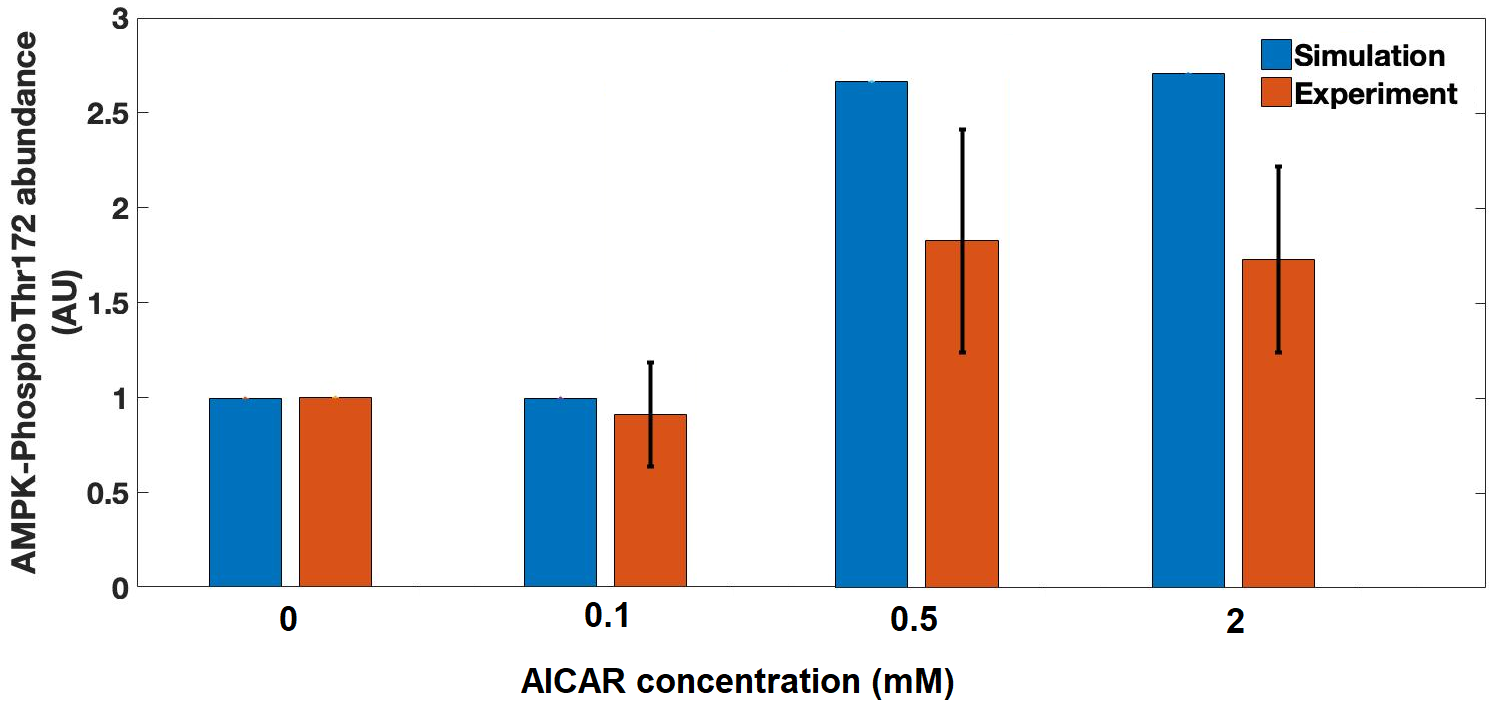 AMPK-PhosphoThr172 abundance
(AU)
3
2.5
2
1.5
1
0.5
0
Simulation
Experiment
0 0.1 0.5 2
AICAR concentration (mM)